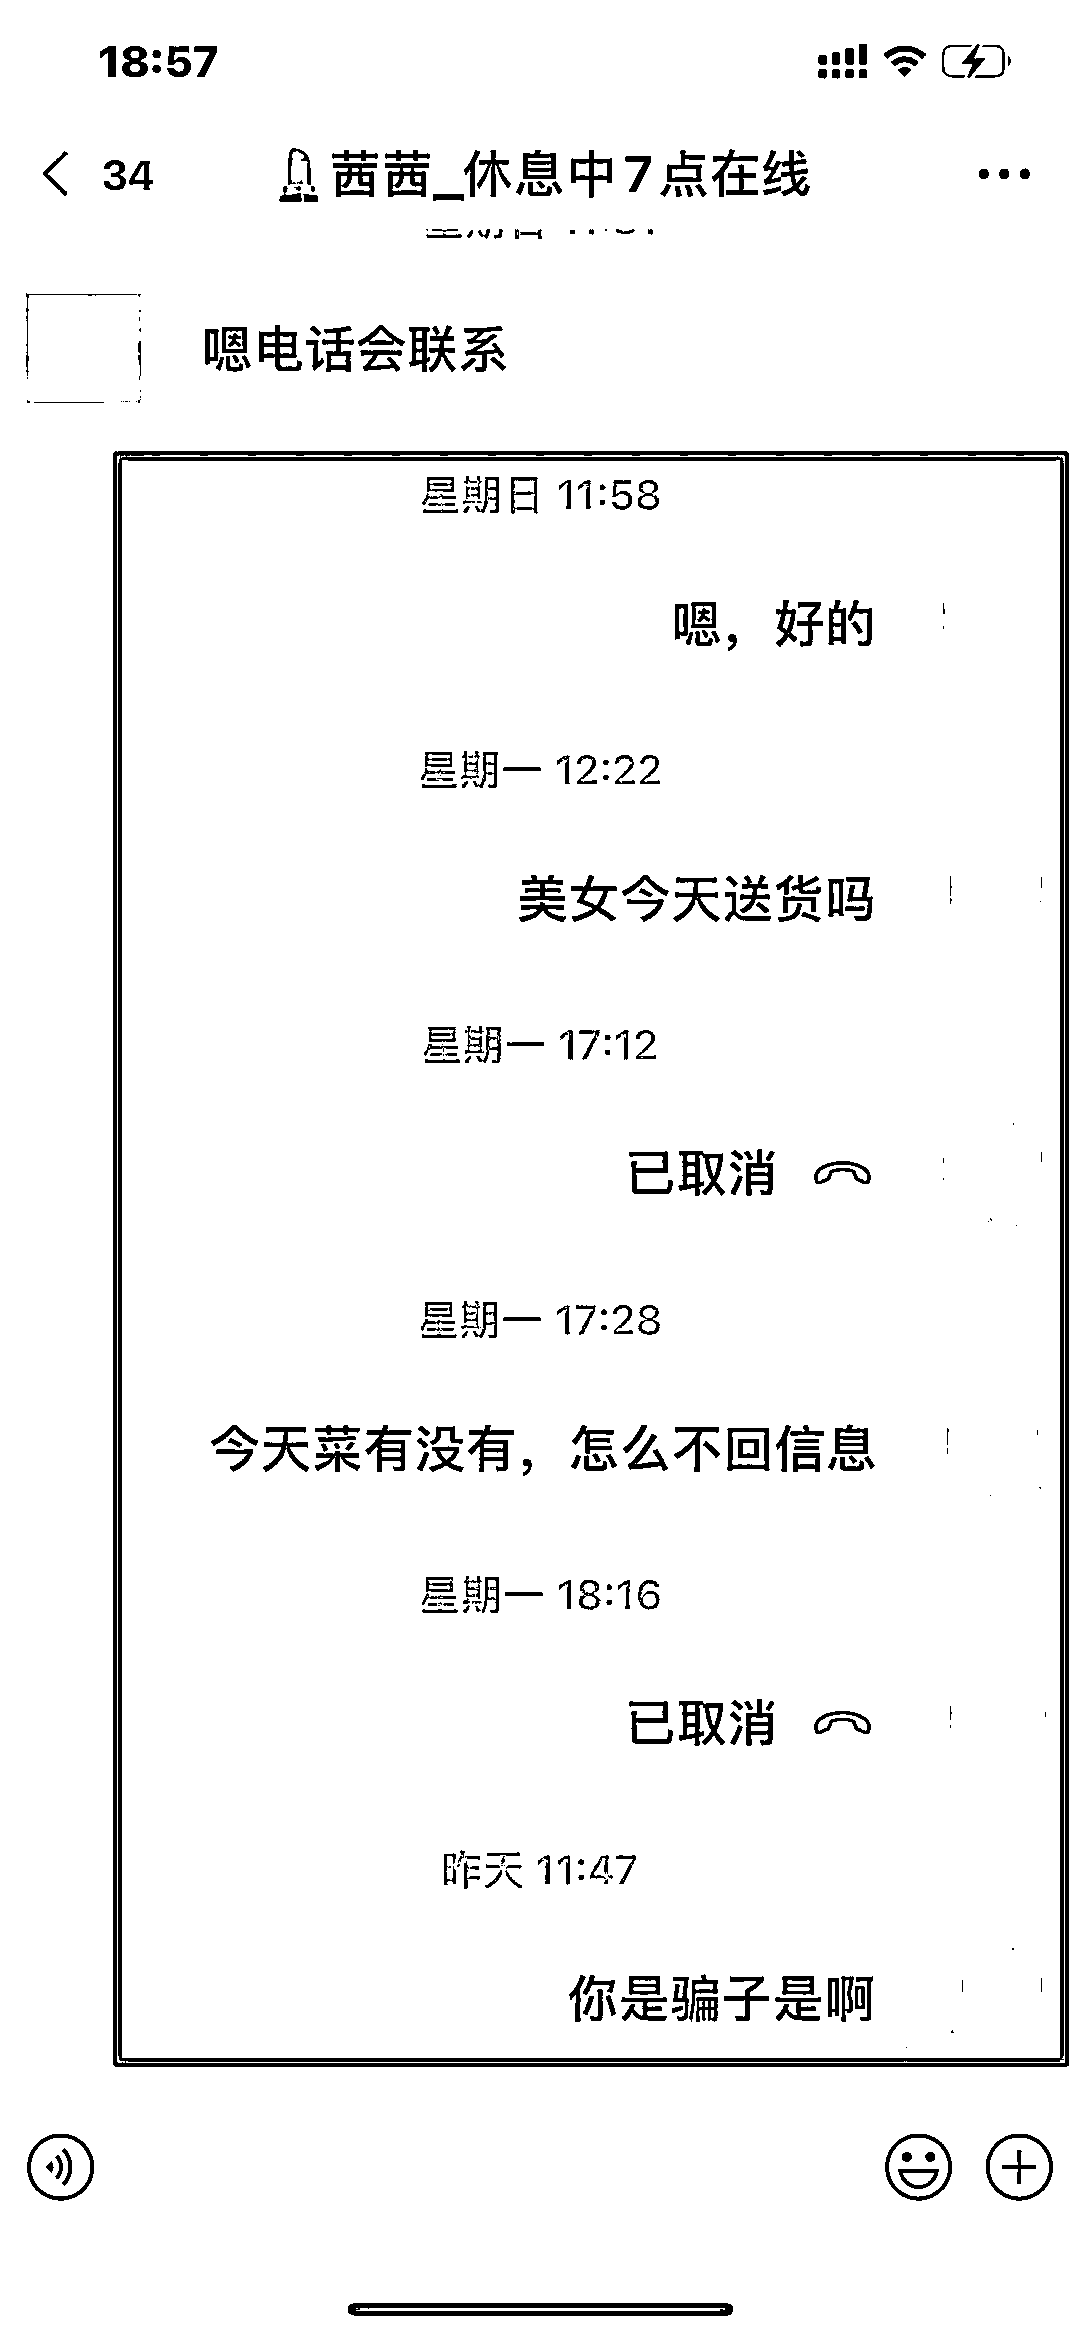 18:57
34
茜茜_休息中7点在线
嗯电话会联系
星期日 11:58
嗯，好的
星期一 12:22
美女今天送货吗
星期一 17:12
已取消
星期一 17:28
今天菜有没有，怎么不回信息
星期一 18:16
已取消
昨天 11:47
你是骗子是啊